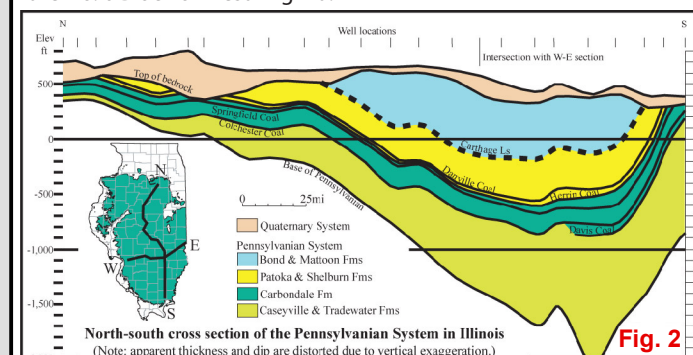 N
Well locations
S
Elev
ft
Intersection with W-E section
Top of bedrock
500
Springfield Coal
Colchester Coal
0
Carthage Ls
Base of Pennsylvanian
Danville Coal
Herrin Coal
Davis Coal
-500
-1,000
-1,500
N
E
W
S
0 25mi
Quaternary System
Pennsylvanian System
Bond & Mattoon Fms
Patoka & Shelburn Fms
Carbondale Fm
Caseyville & Tradewater Fms
Fig. 2
North-south cross section of the Pennsylvanian System in Illinois
(Note: apparent thickness and dip are distorted due to vertical exaggeration.)